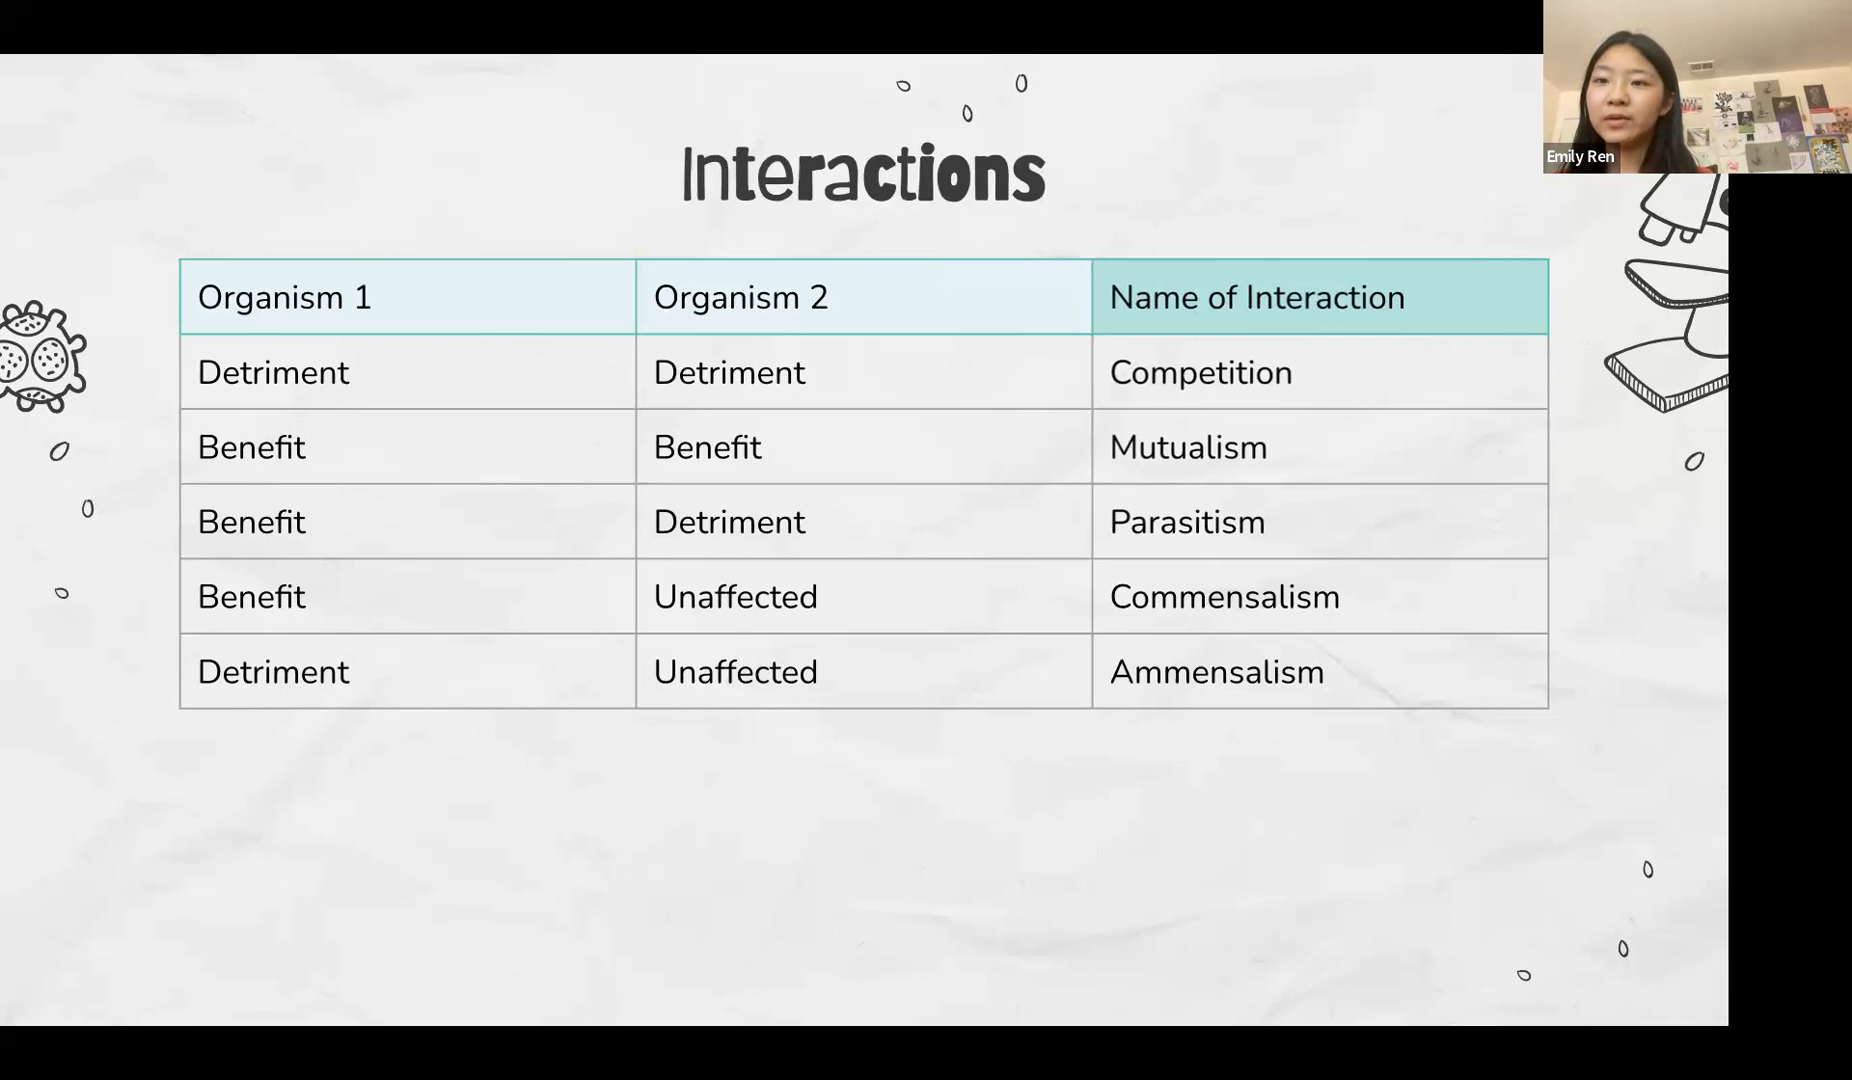 Interactions
Organism 1 Organism 2 Name of Interaction
Detriment Detriment Competition
Benefit Benefit Mutualism
Benefit Detriment Parasitism
Benefit Unaffected Commensalism
Detriment Unaffected Ammensalism
Emily Ren